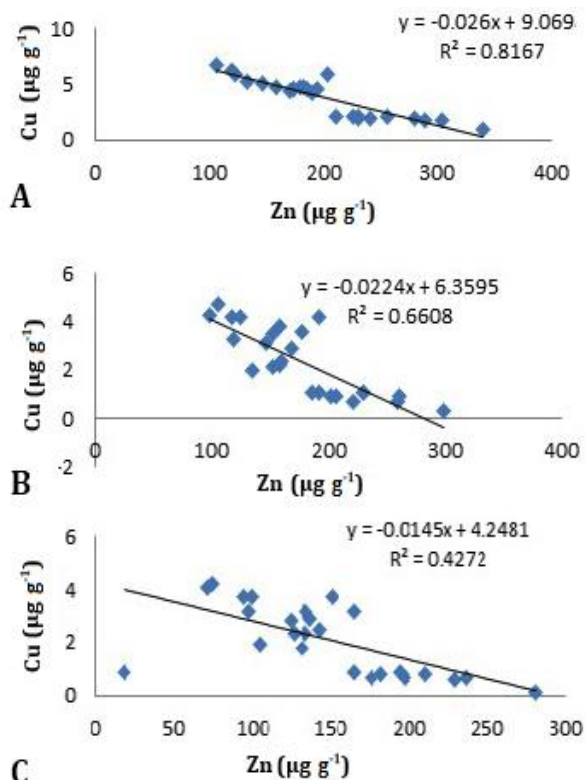 y = -0.026x + 9.069
R² = 0.8167
10
5
0
Cu (µg g⁻¹)
0 100 200 300 400
Zn (µg g⁻¹)
A
y = -0.0224x + 6.3595
R² = 0.6608
6
4
2
0
-2
Cu (µg g⁻¹)
0 100 200 300 400
Zn (µg g⁻¹)
B
y = -0.0145x + 4.2481
R² = 0.4272
6
4
2
0
Cu (µg g⁻¹)
0 50 100 150 200 250 300
Zn (µg g⁻¹)
C